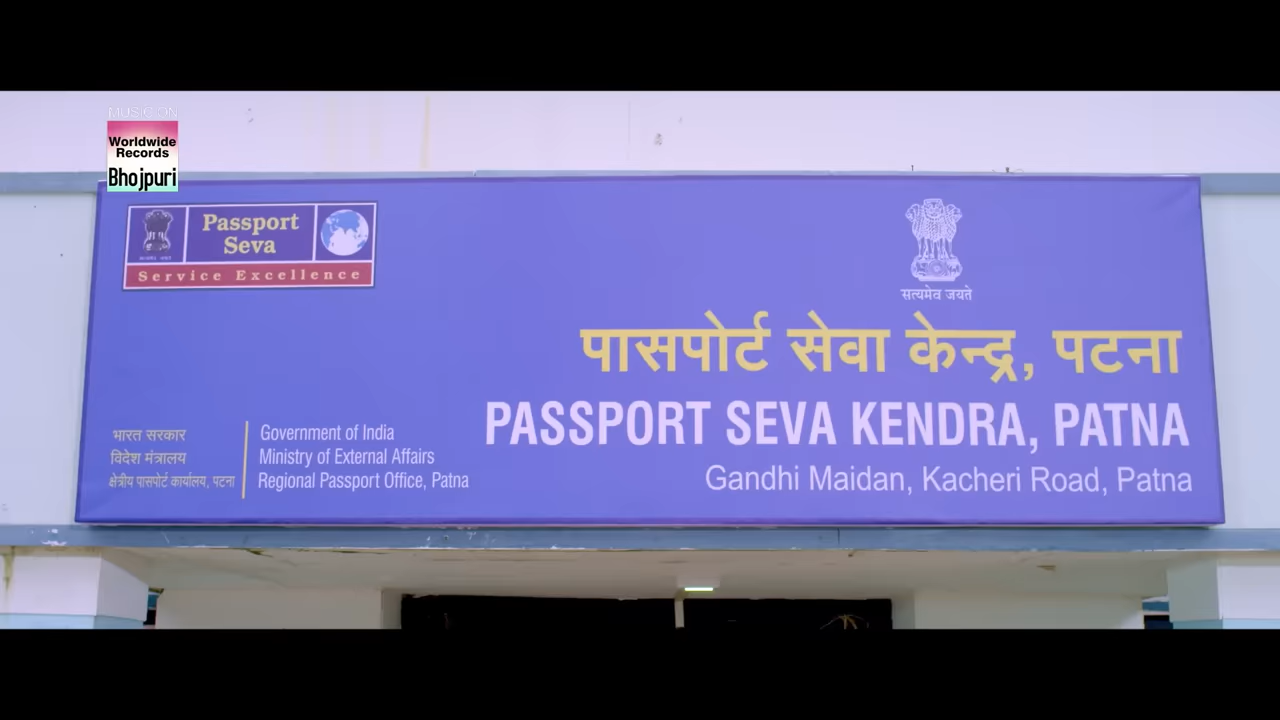 MUSIC ON
Worldwide
Records
Bhojpuri
Passport
Seva
Service Excellence
सत्यमेव जयते
पासपोर्ट सेवा केन्द्र, पटना
PASSPORT SEVA KENDRA, PATNA
Gandhi Maidan, Kacheri Road, Patna
भारत सरकार
विदेश मंत्रालय
क्षेत्रीय पासपोर्ट कार्यालय, पटना
Government of India
Ministry of External Affairs
Regional Passport Office, Patna